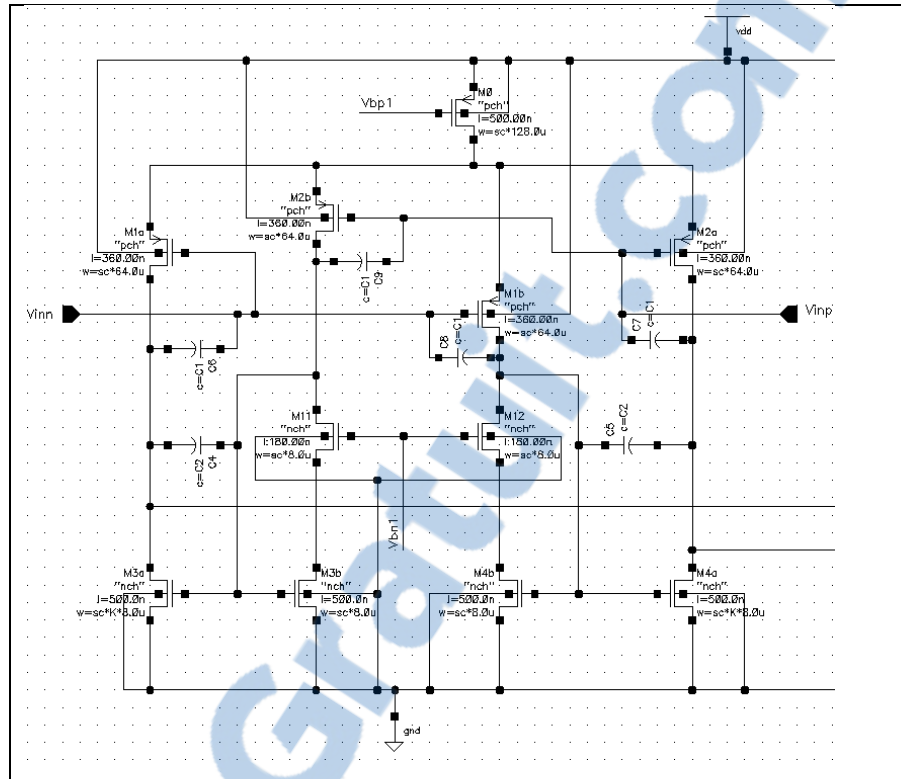 vdd
M0
"pch"
l=500.00n
w=sc*128.0u
Vbp1
M2b
"pch"
l=360.00n
w=sc*64.0u
M1a
"pch"
l=360.00n
w=sc*64.0u
M2a
"pch"
l=360.00n
w=sc*64.0u
c=C1
C9
Vinn
M1b
"pch"
l=360.00n
w=sc*64.0u
Vinp
C8
c=C1
C7
c=C1
c=C1
C6
M11
"nch"
l:180.00n
w=sc*8.0u
M12
"nch"
l:180.00n
w=sc*8.0u
c=C2
C4
C5
c=C2
Vbn1
M3a
"nch"
l=500.0n
w=sc*K*8.0u
M3b
"nch"
l=500.0n
w=sc*8.0u
M4b
"nch"
l=500.0n
w=sc*8.0u
M4a
"nch"
l=500.0n
w=sc*K*8.0u
gnd
Gratuit.com